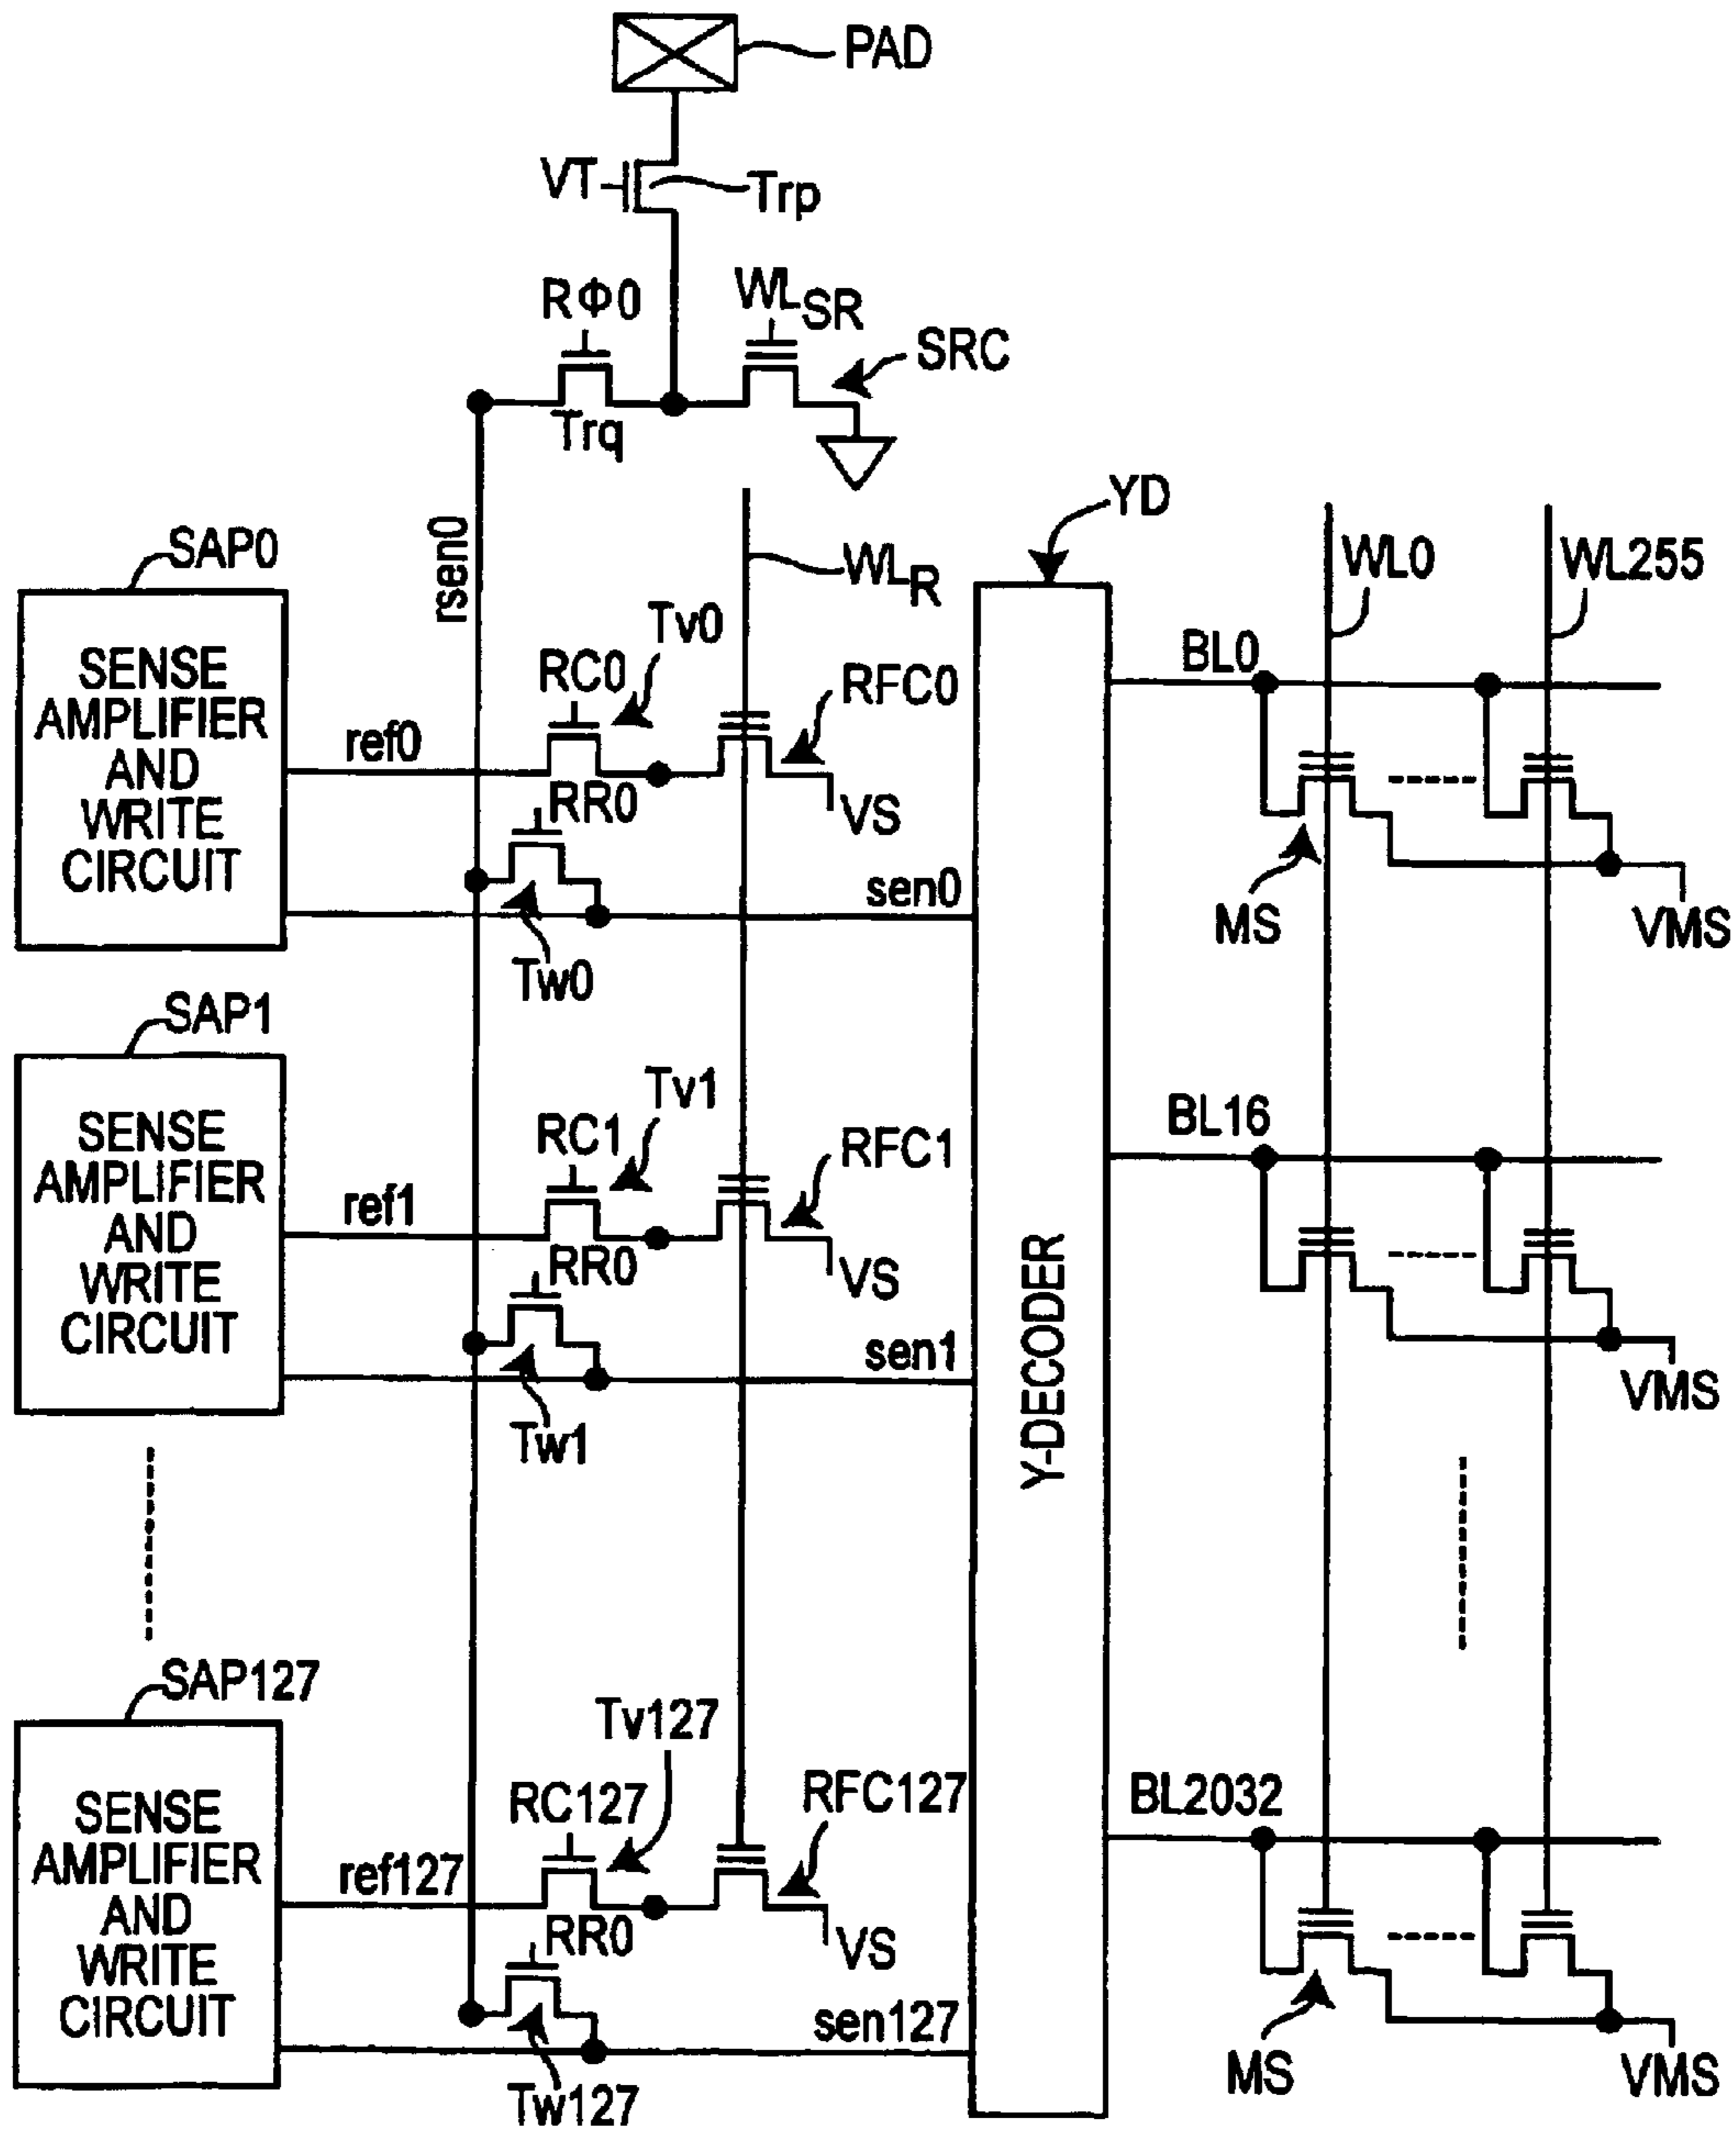 PAD
VT
Trp
RΦ0
WLSR
SRC
Trq
YD
rsen0
WLR
WL0
WL255
SAP0
SENSE
AMPLIFIER
AND
WRITE
CIRCUIT
Tv0
RC0
RFC0
ref0
RR0
VS
sen0
Tw0
BL0
MS
VMS
SAP1
SENSE
AMPLIFIER
AND
WRITE
CIRCUIT
Tv1
RC1
RFC1
ref1
RR0
VS
sen1
Tw1
Y-DECODER
BL16
VMS
SAP127
SENSE
AMPLIFIER
AND
WRITE
CIRCUIT
Tv127
RC127
RFC127
ref127
RR0
VS
sen127
Tw127
BL2032
MS
VMS